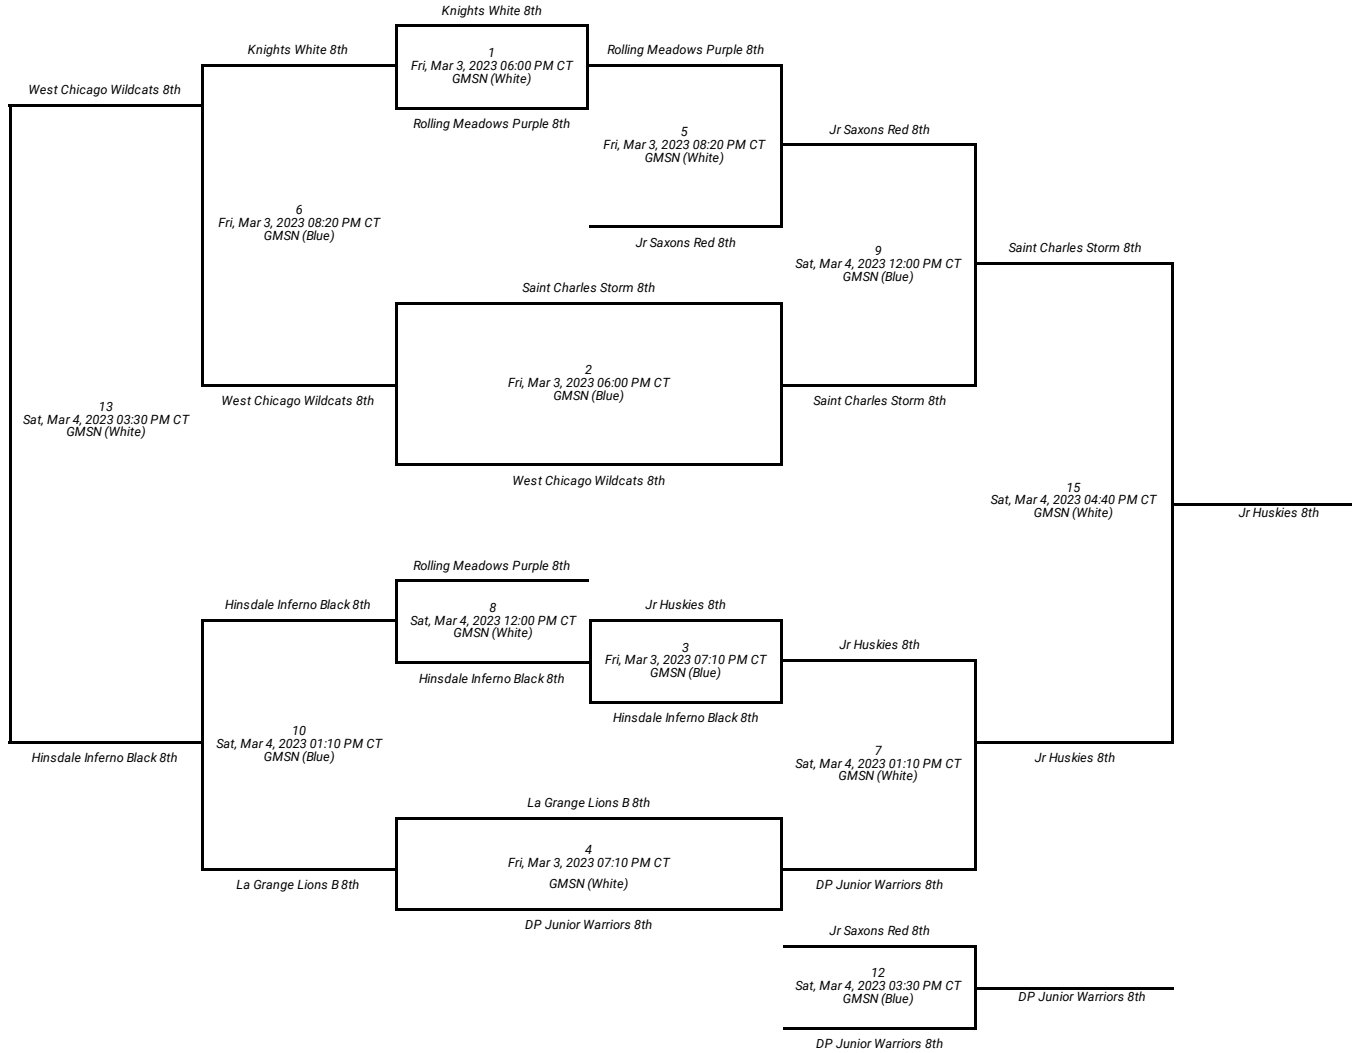 Knights White 8th
Knights White 8th
1
Fri, Mar 3, 2023 06:00 PM CT
GMSN (White)
Rolling Meadows Purple 8th
West Chicago Wildcats 8th
Rolling Meadows Purple 8th
Jr Saxons Red 8th
5
Fri, Mar 3, 2023 08:20 PM CT
GMSN (White)
6
Fri, Mar 3, 2023 08:20 PM CT
GMSN (Blue)
Jr Saxons Red 8th
9
Sat, Mar 4, 2023 12:00 PM CT
GMSN (Blue)
Saint Charles Storm 8th
Saint Charles Storm 8th
2
Fri, Mar 3, 2023 06:00 PM CT
GMSN (Blue)
West Chicago Wildcats 8th
Saint Charles Storm 8th
13
Sat, Mar 4, 2023 03:30 PM CT
GMSN (White)
West Chicago Wildcats 8th
15
Sat, Mar 4, 2023 04:40 PM CT
GMSN (White)
Jr Huskies 8th
Rolling Meadows Purple 8th
Hinsdale Inferno Black 8th
8
Sat, Mar 4, 2023 12:00 PM CT
GMSN (White)
Jr Huskies 8th
3
Fri, Mar 3, 2023 07:10 PM CT
GMSN (Blue)
Jr Huskies 8th
Hinsdale Inferno Black 8th
Hinsdale Inferno Black 8th
10
Sat, Mar 4, 2023 01:10 PM CT
GMSN (Blue)
7
Sat, Mar 4, 2023 01:10 PM CT
GMSN (White)
Hinsdale Inferno Black 8th
Jr Huskies 8th
La Grange Lions B 8th
4
Fri, Mar 3, 2023 07:10 PM CT
GMSN (White)
La Grange Lions B 8th
DP Junior Warriors 8th
DP Junior Warriors 8th
Jr Saxons Red 8th
12
Sat, Mar 4, 2023 03:30 PM CT
GMSN (Blue)
DP Junior Warriors 8th
DP Junior Warriors 8th